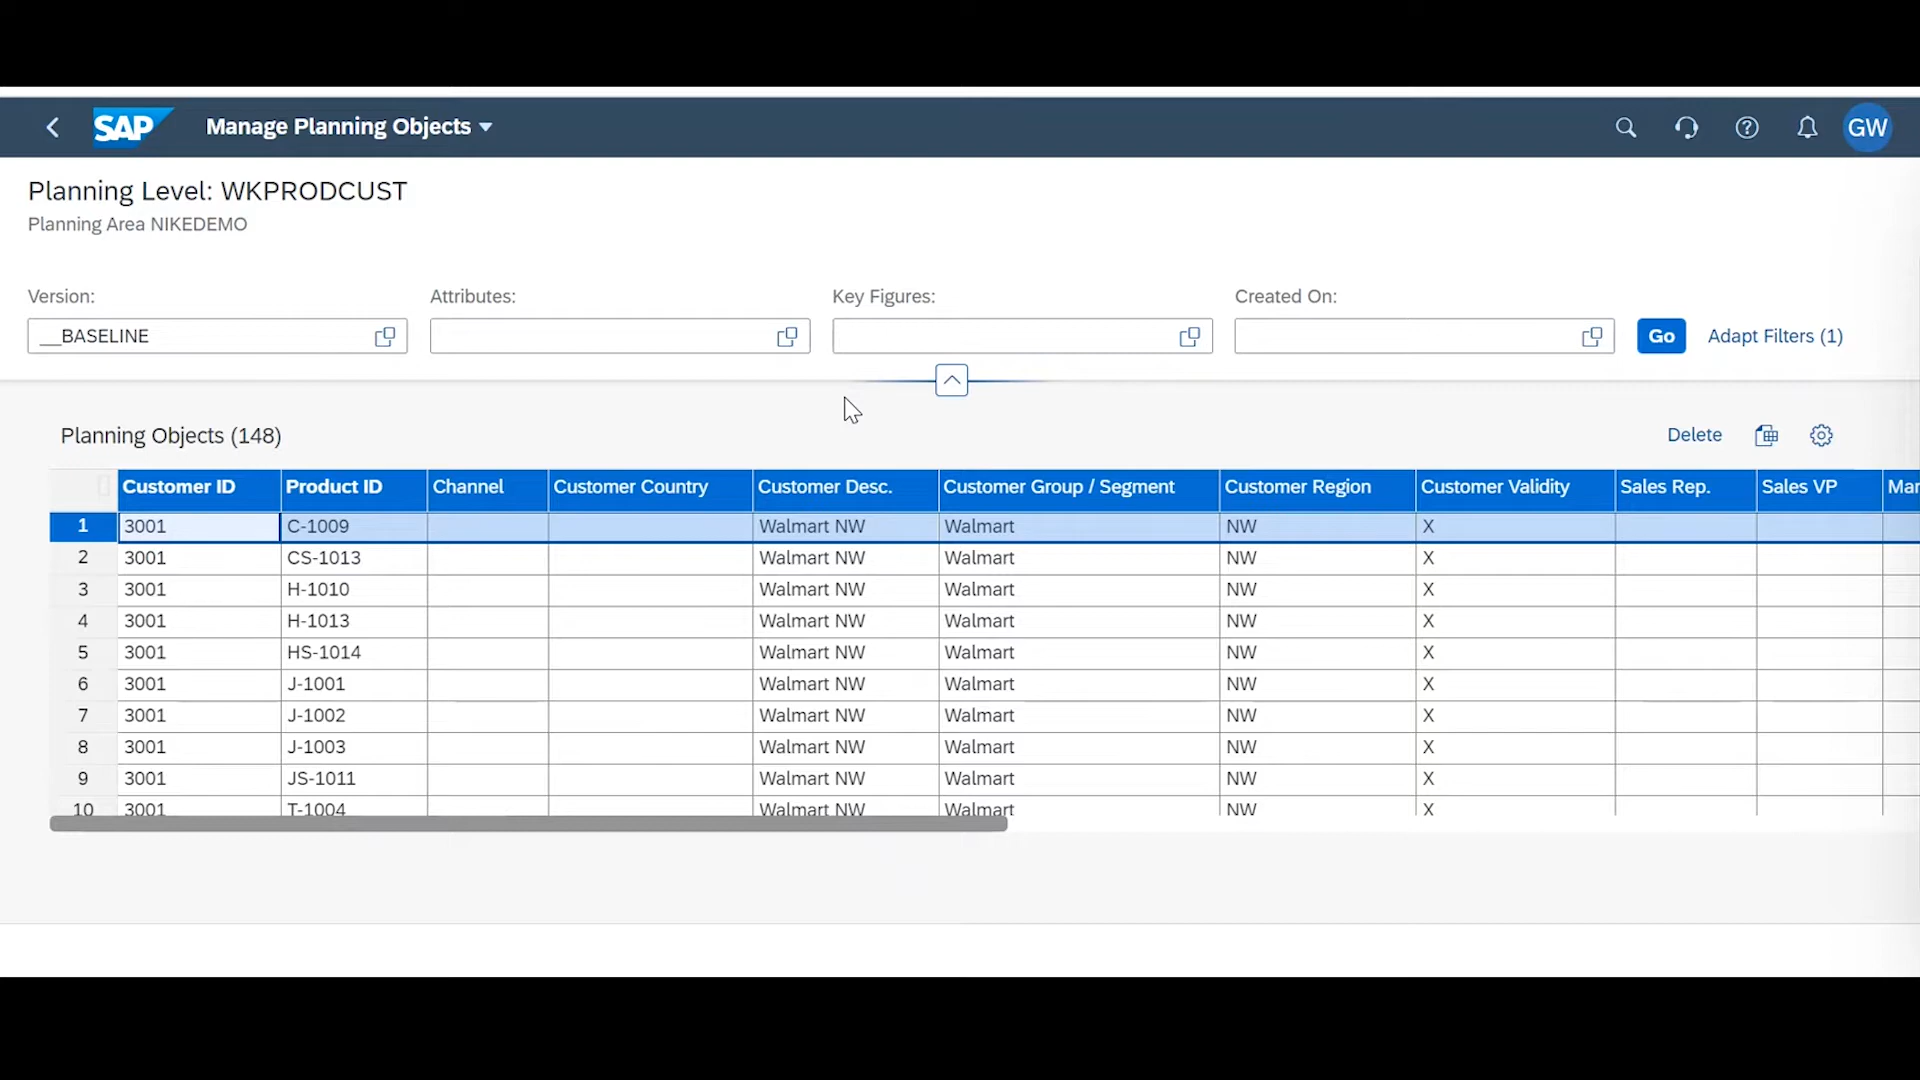 SAP Manage Planning Objects GW
Planning Level: WKPRODCUST
Planning Area NIKEDEMO
Version: Attributes: Key Figures: Created On:
__BASELINE Go Adapt Filters (1)
Planning Objects (148) Delete
Customer ID Product ID Channel Customer Country Customer Desc. Customer Group / Segment Customer Region Customer Validity Sales Rep. Sales VP Mar
1 3001 C-1009 Walmart NW Walmart NW X
2 3001 CS-1013 Walmart NW Walmart NW X
3 3001 H-1010 Walmart NW Walmart NW X
4 3001 H-1013 Walmart NW Walmart NW X
5 3001 HS-1014 Walmart NW Walmart NW X
6 3001 J-1001 Walmart NW Walmart NW X
7 3001 J-1002 Walmart NW Walmart NW X
8 3001 J-1003 Walmart NW Walmart NW X
9 3001 JS-1011 Walmart NW Walmart NW X
10 3001 T-1004 Walmart NW Walmart NW X